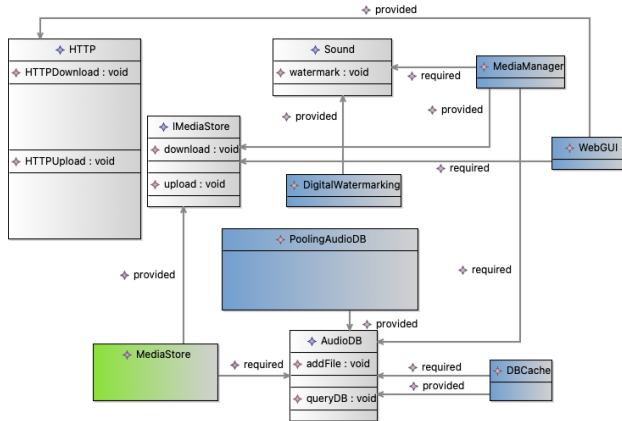 provided
HTTP
HTTPDownload : void
HTTPUpload : void
Sound
watermark : void
required
MediaManager
provided
provided
IMediaStore
download : void
upload : void
WebGUI
required
DigitalWatermarking
PoolingAudioDB
provided
required
provided
MediaStore
required
AudioDB
addFile : void
queryDB : void
required
provided
DBCache